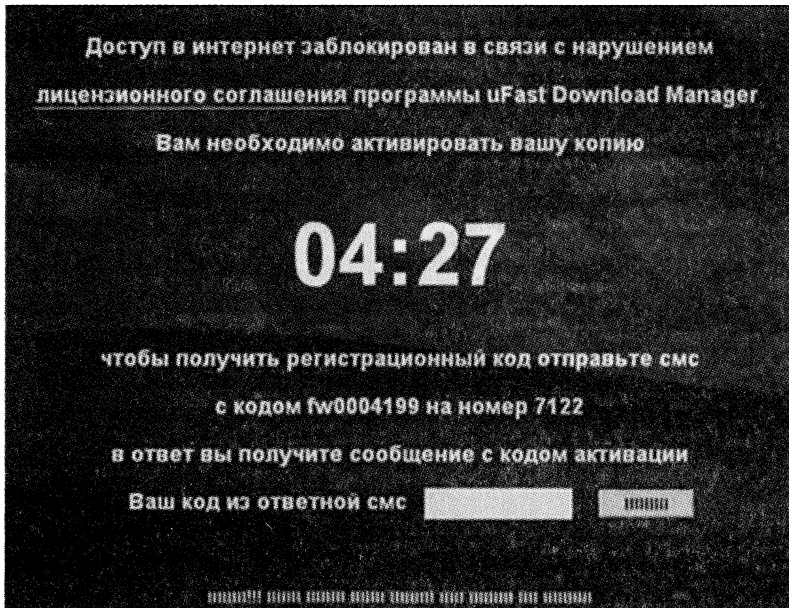 Доступ в интернет заблокирован в связи с нарушением
лицензионного соглашения программы uFast Download Manager
Вам необходимо активировать вашу копию
04:27
чтобы получить регистрационный код отправьте смс
с кодом fw0004199 на номер 7122
в ответ вы получите сообщение с кодом активации
Ваш код из ответной смс